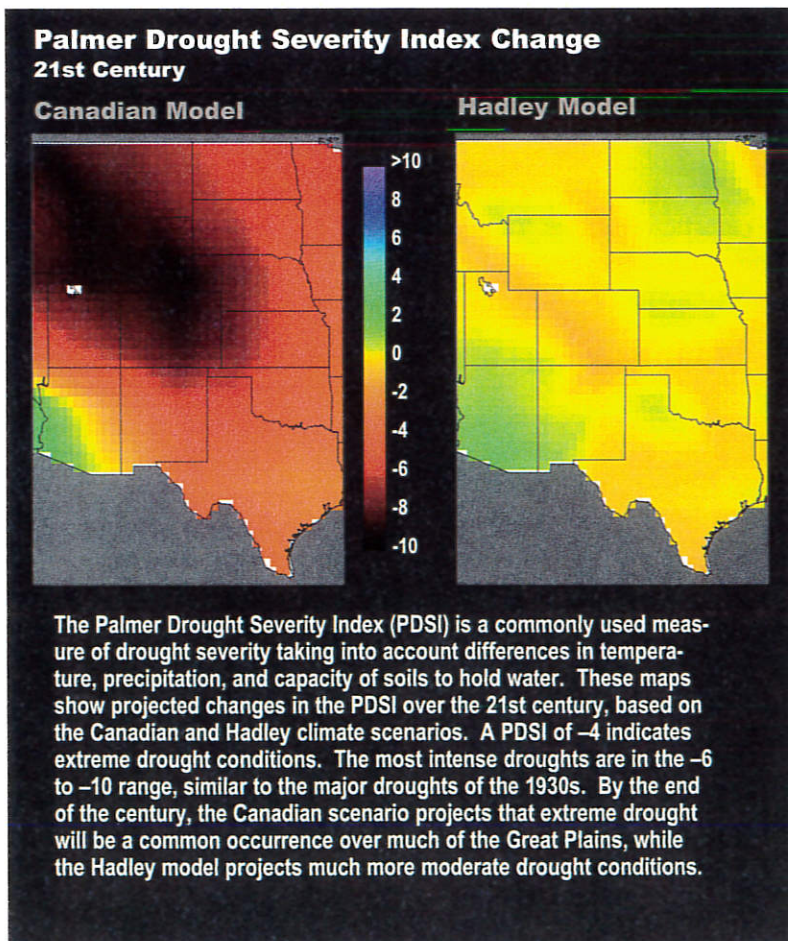 Palmer Drought Severity Index Change
21st Century
Canadian Model
Hadley Model
>10
8
6
4
2
0
-2
-4
-6
-8
-10
The Palmer Drought Severity Index (PDSI) is a commonly used meas-
ure of drought severity taking into account differences in tempera-
ture, precipitation, and capacity of soils to hold water.  These maps
show projected changes in the PDSI over the 21st century, based on
the Canadian and Hadley climate scenarios.  A PDSI of –4 indicates
extreme drought conditions.  The most intense droughts are in the –6
to –10 range, similar to the major droughts of the 1930s.  By the end
of the century, the Canadian scenario projects that extreme drought
will be a common occurrence over much of the Great Plains, while
the Hadley model projects much more moderate drought conditions.